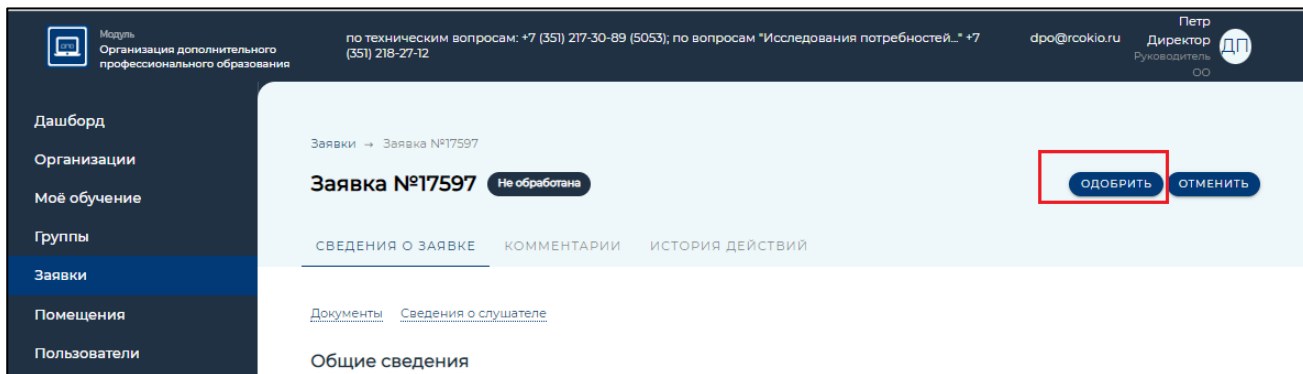 Модуль
Организация дополнительного
профессионального образования
по техническим вопросам: +7 (351) 217-30-89 (5053); по вопросам "Исследования потребностей..." +7
(351) 218-27-12
dpo@rcokio.ru
Петр
Директор
Руководитель
ОО
ДП
Дашборд
Организации
Моё обучение
Группы
Заявки
Помещения
Пользователи
Заявки → Заявка №17597
Заявка №17597 Не обработана
ОДОБРИТЬ ОТМЕНИТЬ
СВЕДЕНИЯ О ЗАЯВКЕ КОММЕНТАРИИ ИСТОРИЯ ДЕЙСТВИЙ
Документы Сведения о слушателе
Общие сведения